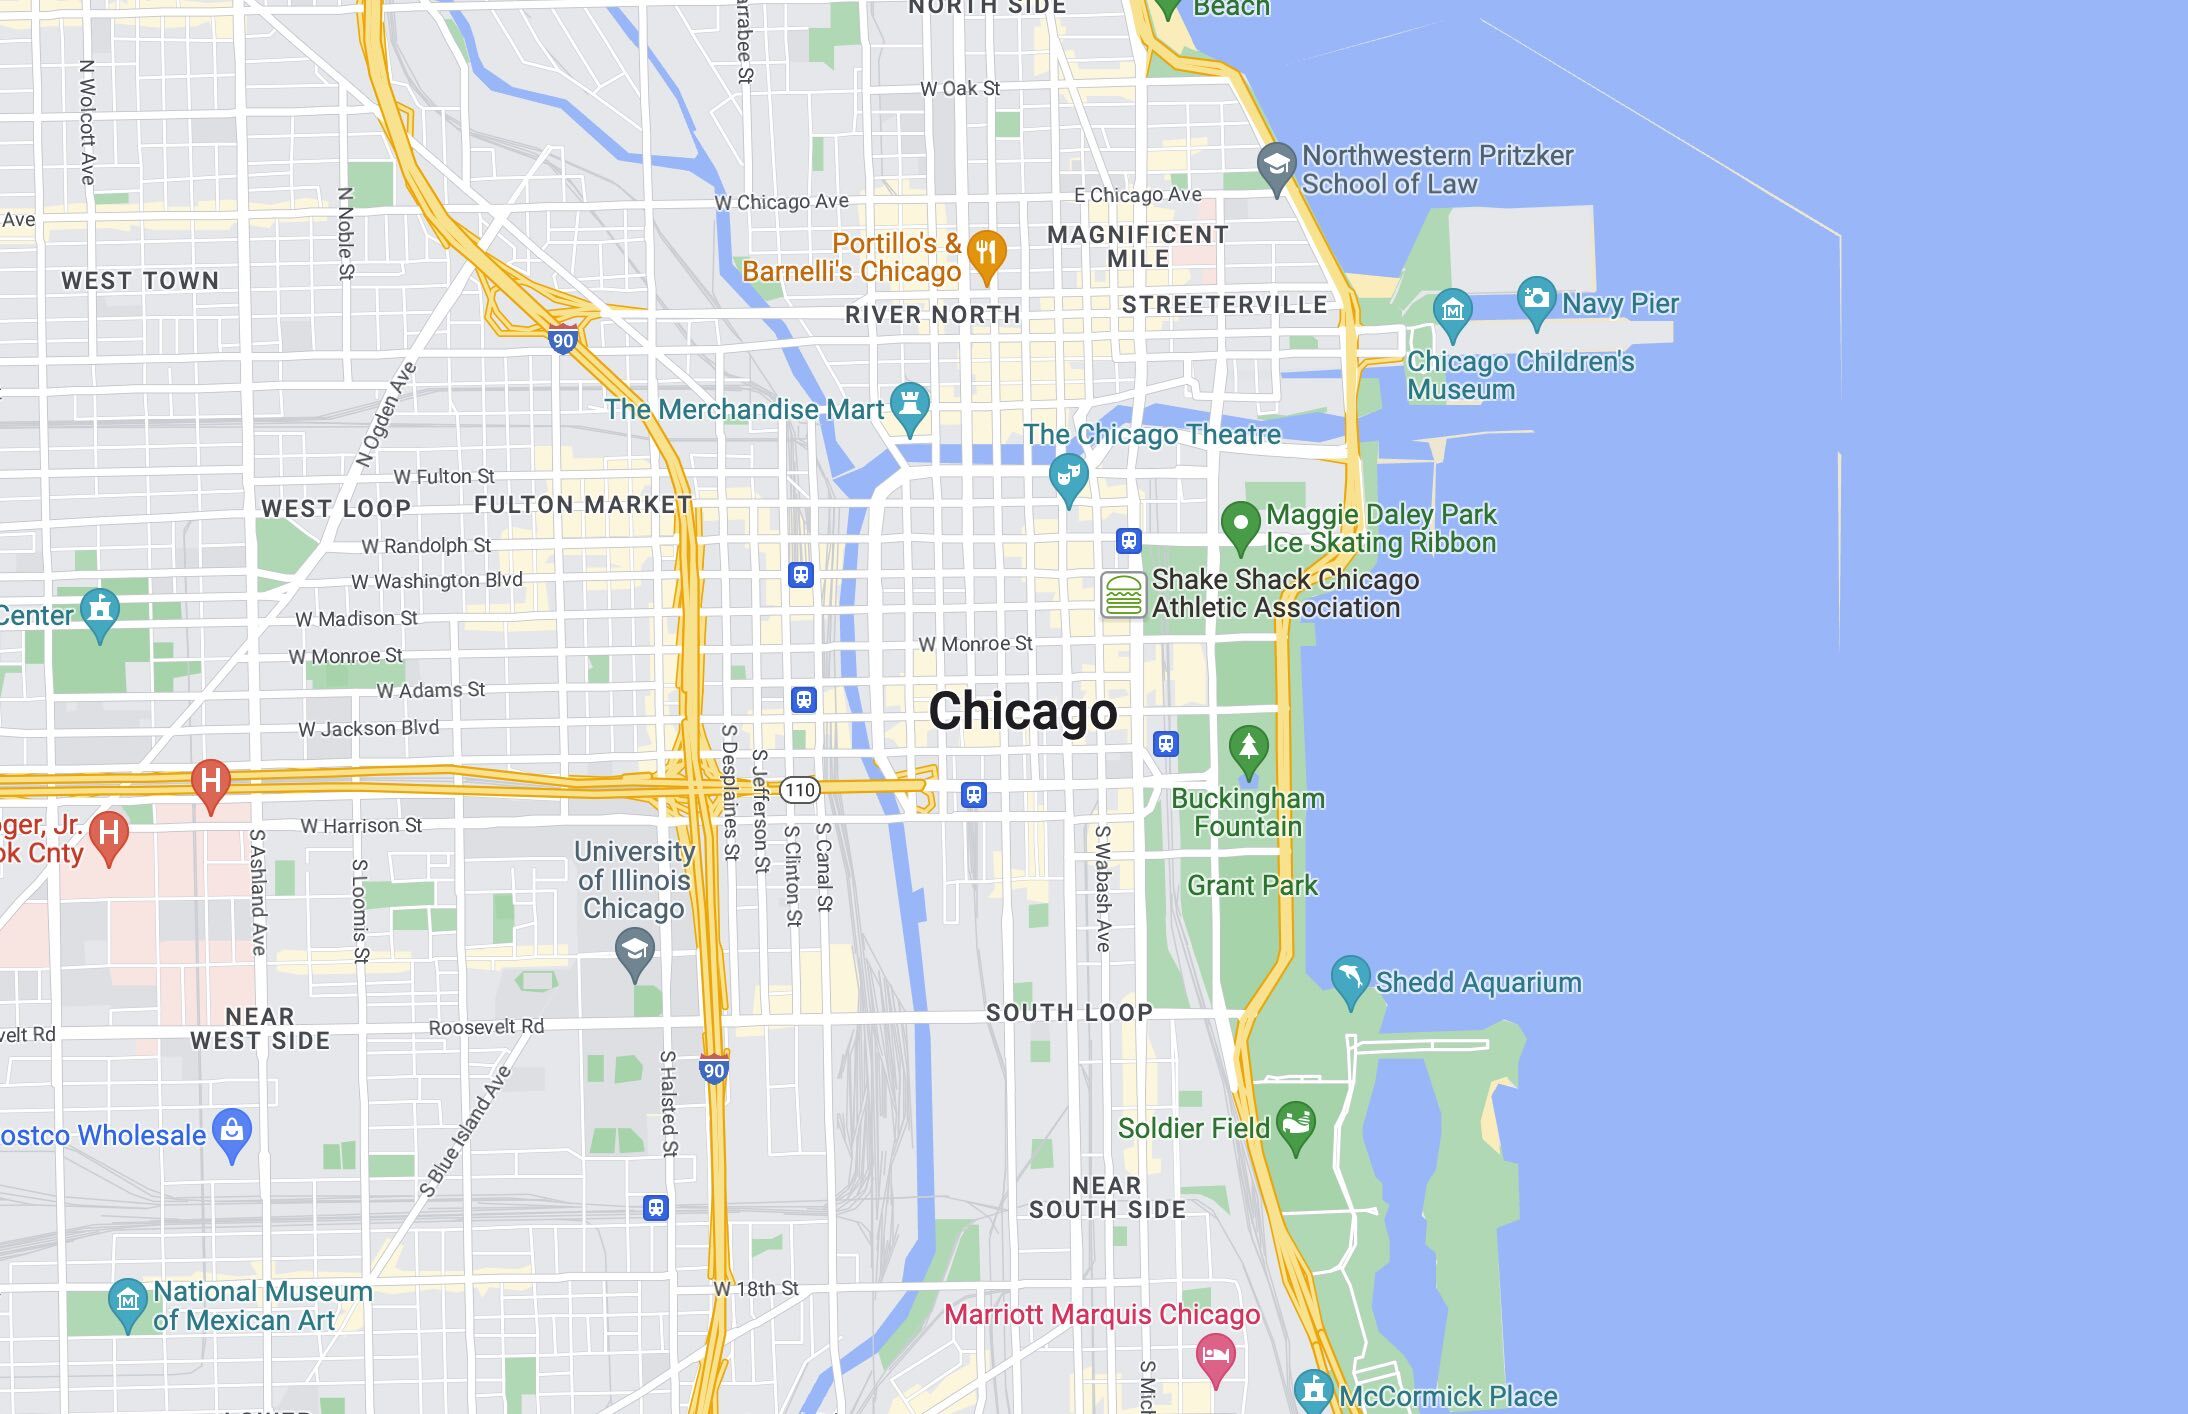 NORTH SIDE
Beach
N Wolcott Ave
W Oak St
Northwestern Pritzker
School of Law
W Chicago Ave
E Chicago Ave
Ave
N Noble St
Portillo's &
Barnelli's Chicago
MAGNIFICENT
MILE
WEST TOWN
RIVER NORTH
STREETERVILLE
Navy Pier
90
Chicago Children's
Museum
N Ogden Ave
The Merchandise Mart
The Chicago Theatre
W Fulton St
WEST LOOP
FULTON MARKET
Maggie Daley Park
Ice Skating Ribbon
W Randolph St
W Washington Blvd
Shake Shack Chicago
Athletic Association
Center
W Madison St
W Monroe St
W Monroe St
W Adams St
Chicago
W Jackson Blvd
S Desplaines St
S Jefferson St
H
110
Buckingham
Fountain
ger, Jr.
ok Cnty
H
W Harrison St
S Ashland Ave
S Loomis St
University
of Illinois
Chicago
S Clinton St
S Canal St
S Wabash Ave
Grant Park
Shedd Aquarium
NEAR
WEST SIDE
velt Rd
Roosevelt Rd
SOUTH LOOP
90
S Halsted St
S Blue Island Ave
ostco Wholesale
Soldier Field
NEAR
SOUTH SIDE
National Museum
of Mexican Art
W 18th St
Marriott Marquis Chicago
S Mich
McCormick Place